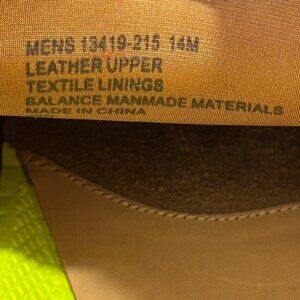 MENS 13419-215 14M
LEATHER UPPER
TEXTILE LININGS
BALANCE MANMADE MATERIALS
MADE IN CHINA